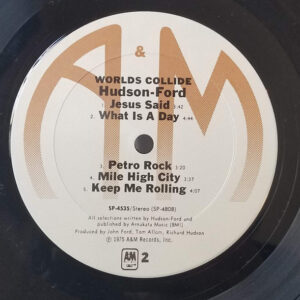 A&M
WORLDS COLLIDE
Hudson-Ford
1. Jesus Said 3:42
2. What Is A Day 4:44
3. Petro Rock 3:20
4. Mile High City 3:37
5. Keep Me Rolling 4:07
SP-4535/Stereo (SP-4808)
All selections written by Hudson-Ford and
published by Arnakata Music (BMI)
Produced by John Ford, Tom Allom, Richard Hudson
℗ 1975 A&M Records, Inc.
A&M 2